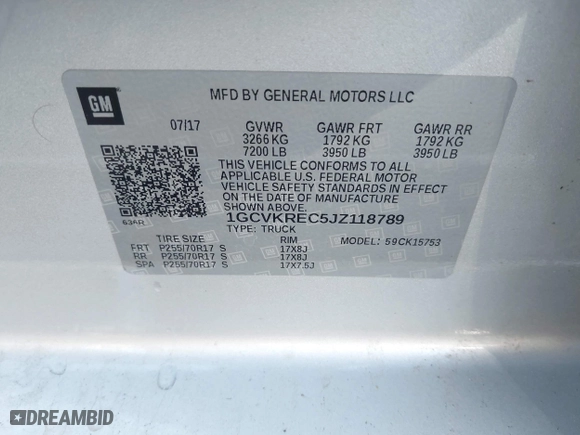 GM
MFD BY GENERAL MOTORS LLC
07/17 GVWR GAWR FRT GAWR RR
3266 KG 1792 KG 1792 KG
7200 LB 3950 LB 3950 LB
THIS VEHICLE CONFORMS TO ALL
APPLICABLE U.S. FEDERAL MOTOR
VEHICLE SAFETY STANDARDS IN EFFECT
ON THE DATE OF MANUFACTURE
SHOWN ABOVE.
636R 1GCVKREC5JZ118789
TYPE: TRUCK
TIRE SIZE RIM MODEL: 59CK15753
FRT P255/70R17 S 17X8J
RR P255/70R17 S 17X8J
SPA P255/70R17 S 17X7.5J
DREAMBID